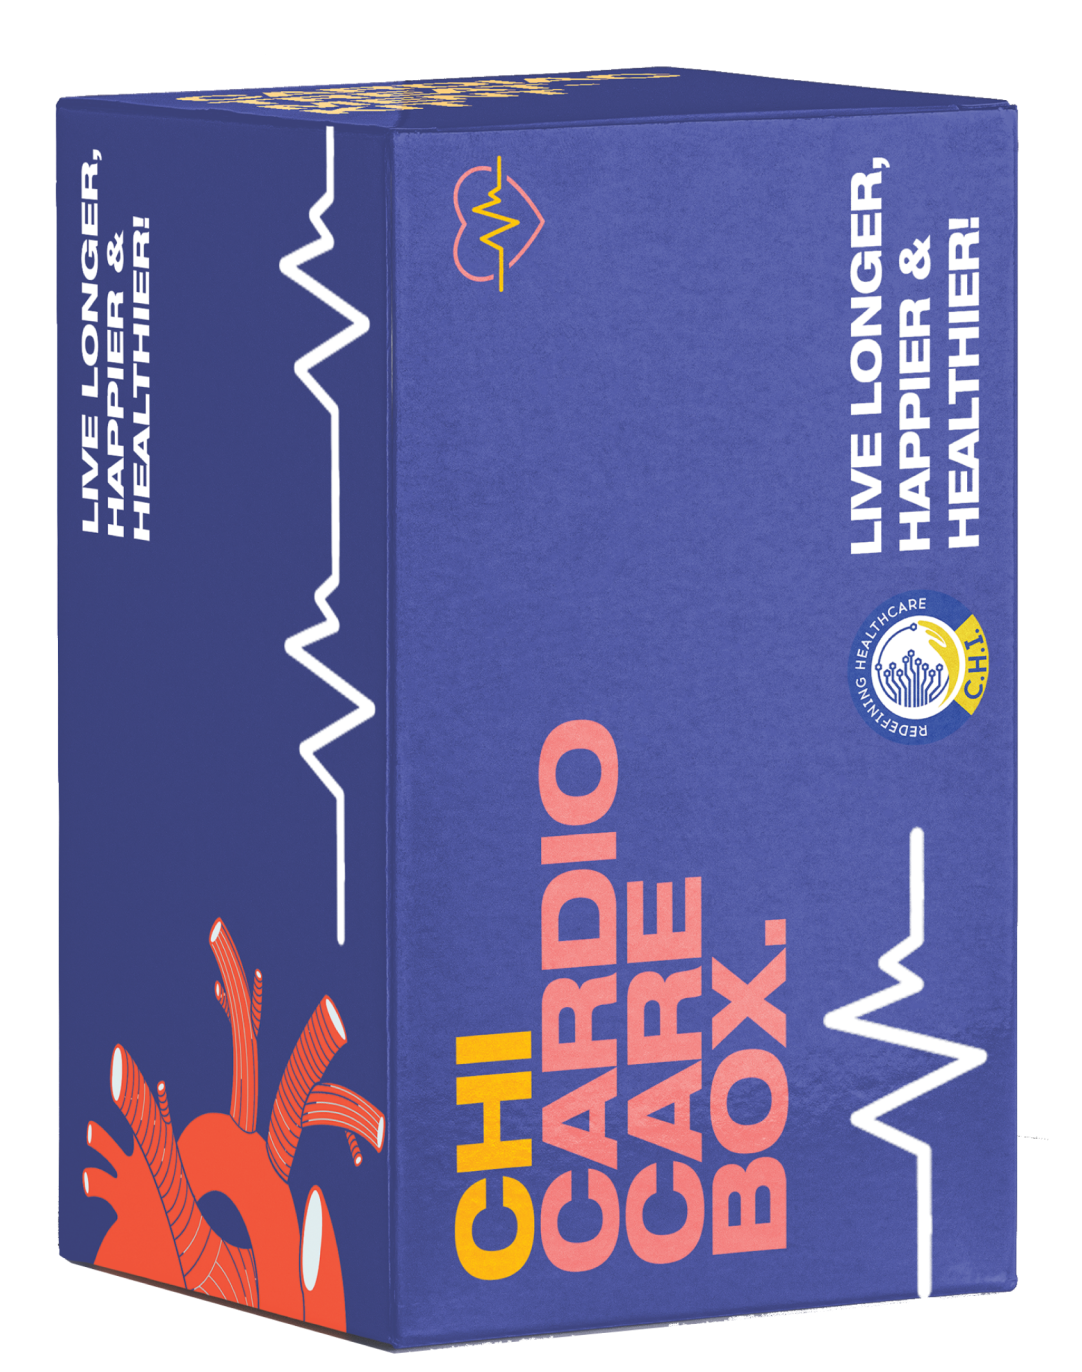 LIVE LONGER,
HAPPIER &
HEALTHIER!
CHI
CARDIO
CARE
BOX.
LIVE LONGER,
HAPPIER &
HEALTHIER!
REDEFINING HEALTHCARE
C.H.I.